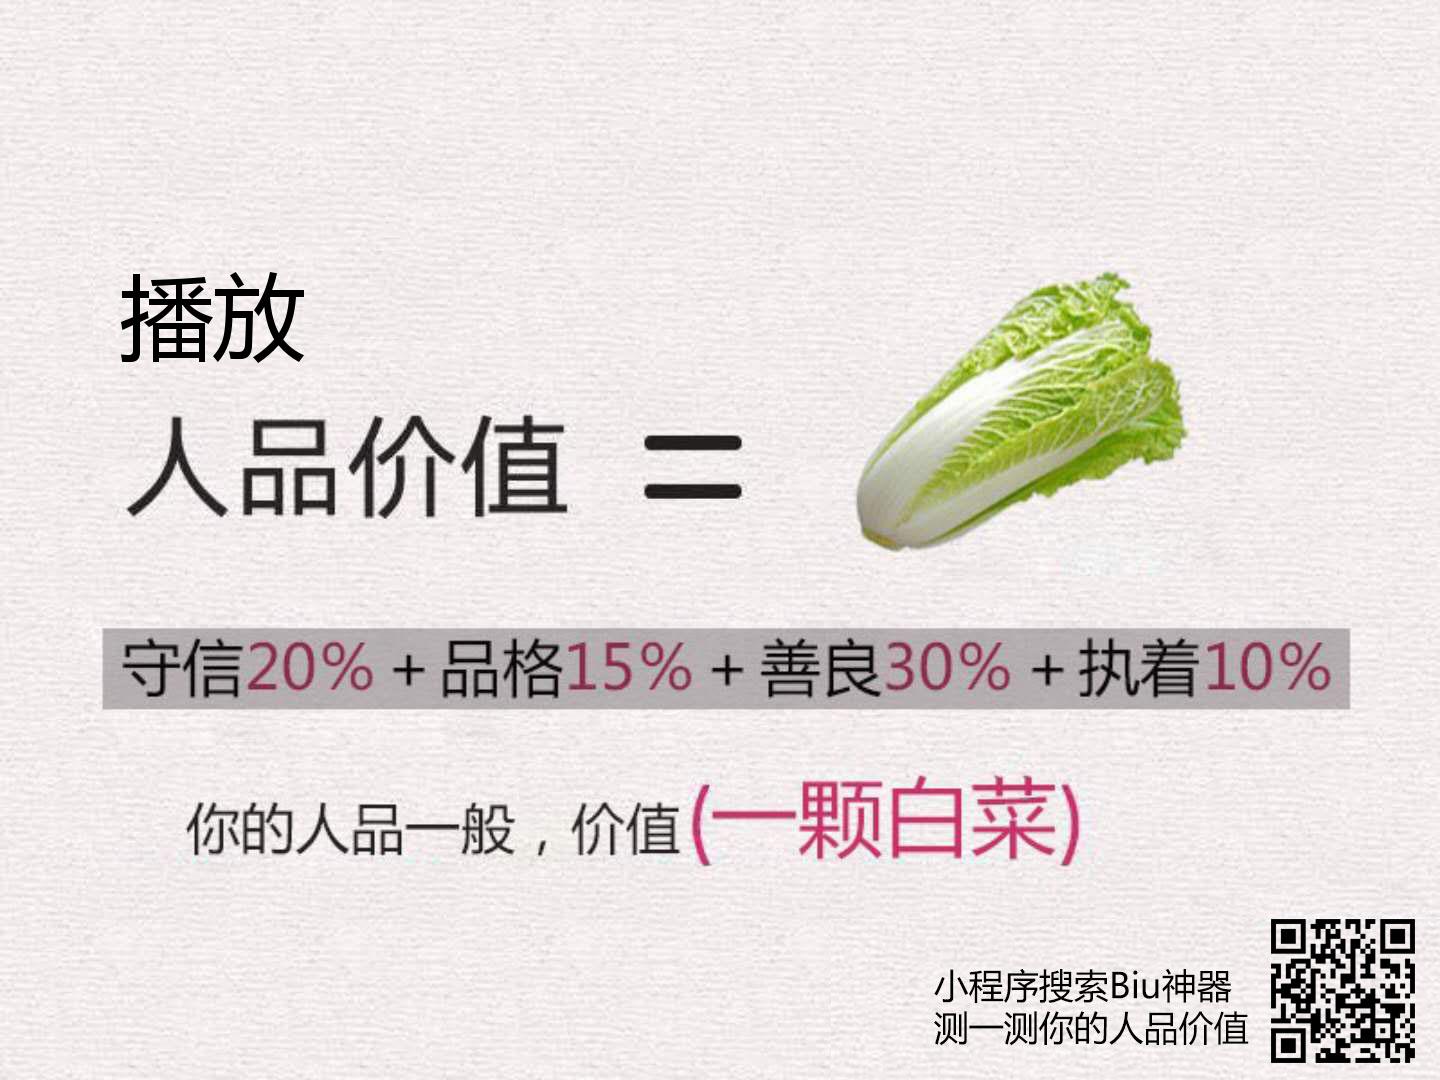 播放
人品价值 =
守信20%+品格15%+善良30%+执着10%
你的人品一般，价值(一颗白菜)
小程序搜索Biu神器
测一测你的人品价值